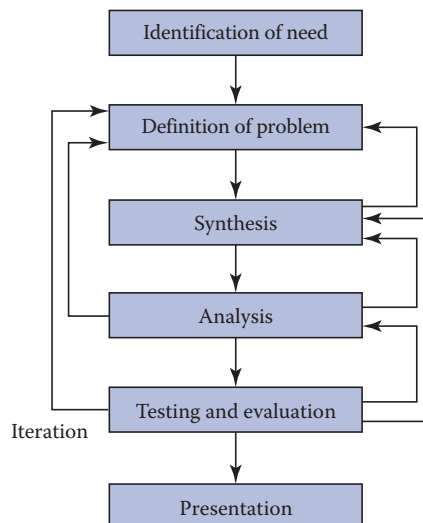 Identification of need
Definition of problem
Synthesis
Analysis
Testing and evaluation
Iteration
Presentation